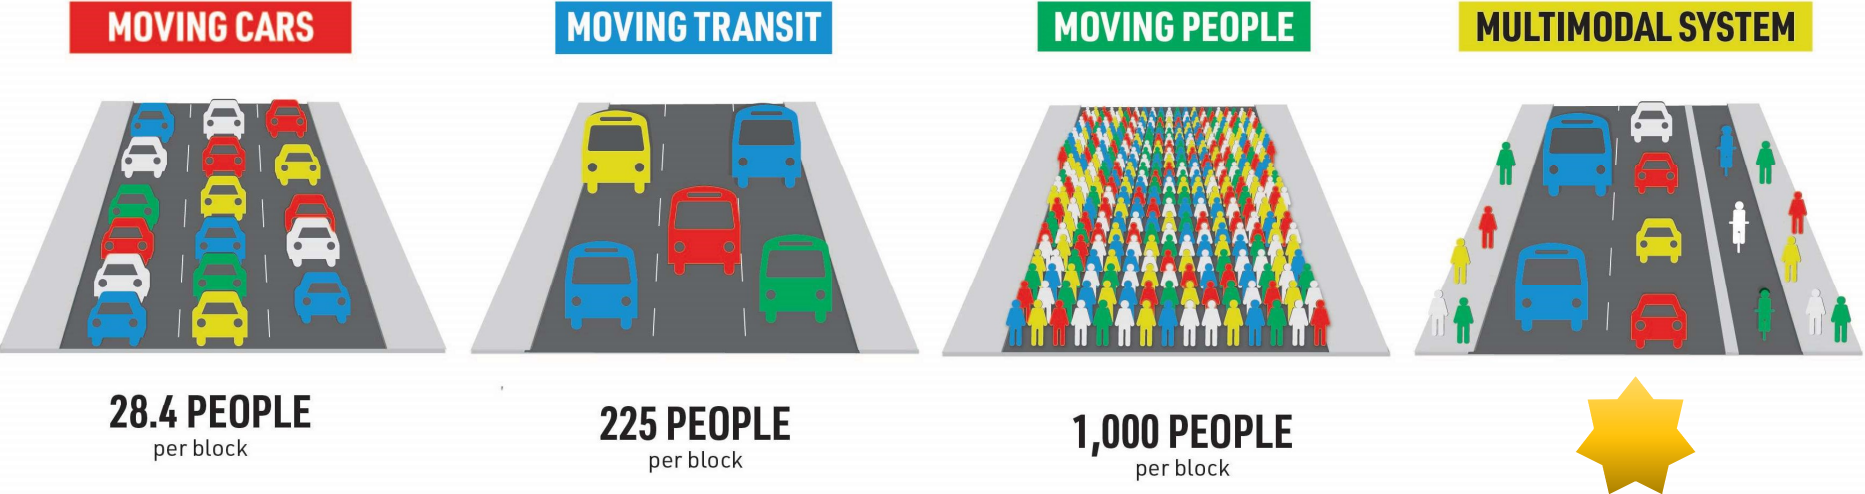 MOVING CARS
MOVING TRANSIT
MOVING PEOPLE
MULTIMODAL SYSTEM
28.4 PEOPLE
per block
225 PEOPLE
per block
1,000 PEOPLE
per block